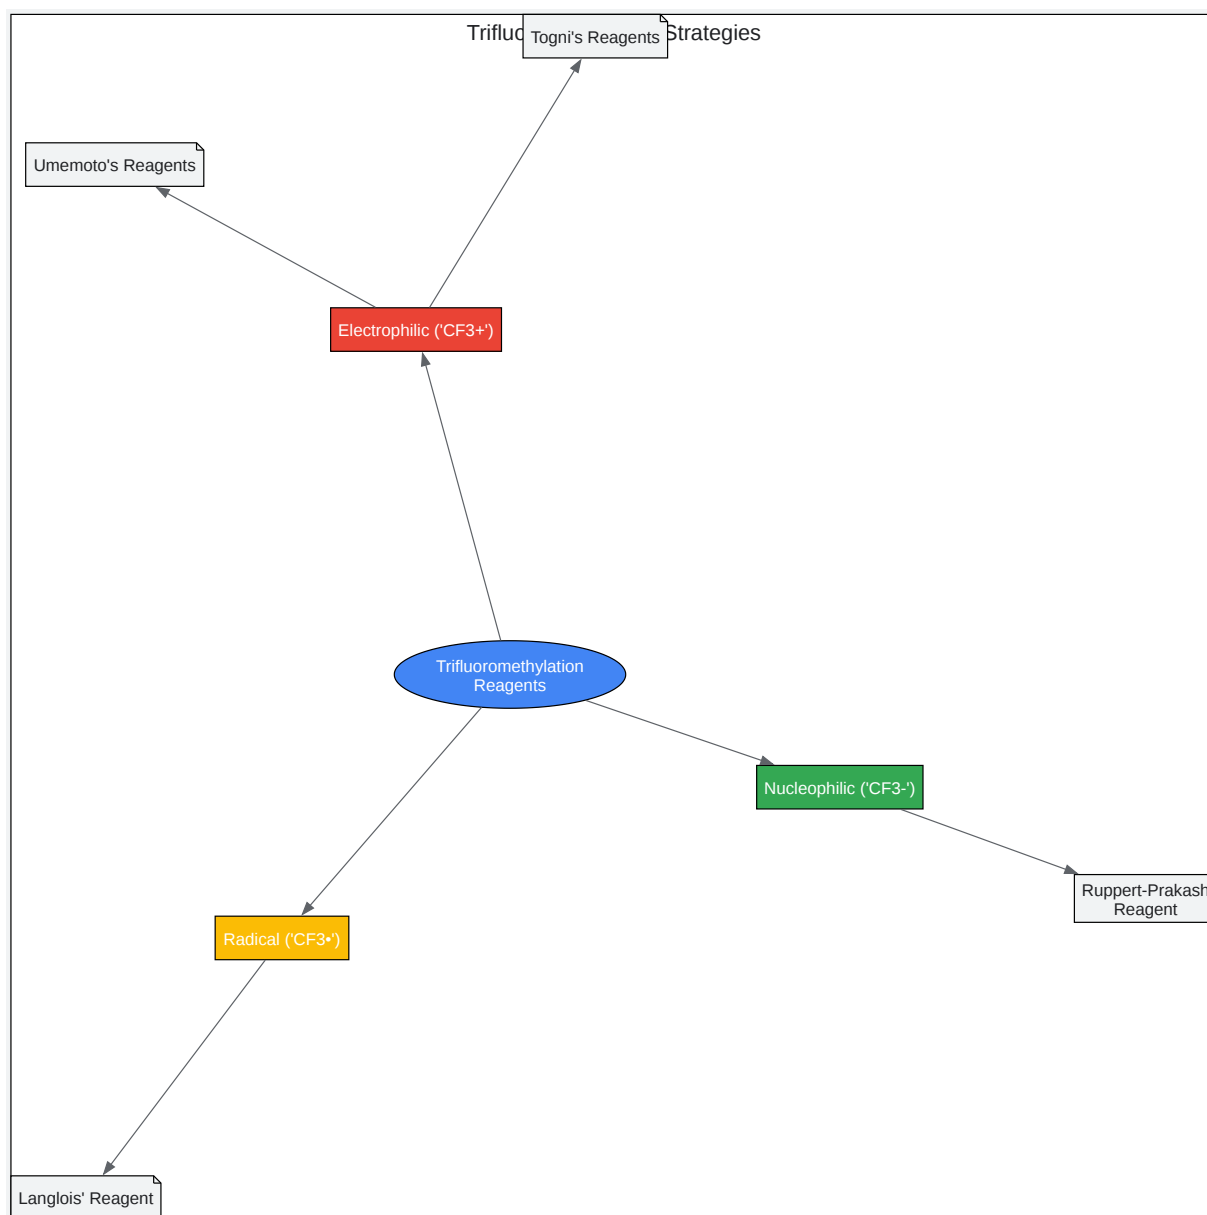 Trifluo
Strategies
Togni's Reagents
Umemoto's Reagents
Electrophilic ('CF3+')
Trifluoromethylation
Reagents
Nucleophilic ('CF3-')
Ruppert-Prakash
Reagent
Radical ('CF3•')
Langlois' Reagent